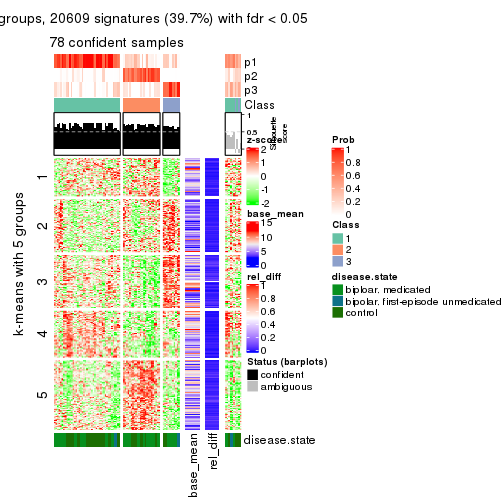 groups, 20609 signatures (39.7%) with fdr < 0.05
78 confident samples
p1
p2
p3
Class
1
0.5
0
Silhouette
score
k-means with 5 groups
1
2
3
4
5
base_mean
rel_diff
disease.state
z-score
2
1
0
-1
-2
base_mean
15
10
5
0
rel_diff
1
0.8
0.6
0.4
0.2
0
Status (barplots)
confident
ambiguous
Prob
1
0.8
0.6
0.4
0.2
0
Class
1
2
3
disease.state
bipolar, medicated
bipolar, first-episode unmedicated
control